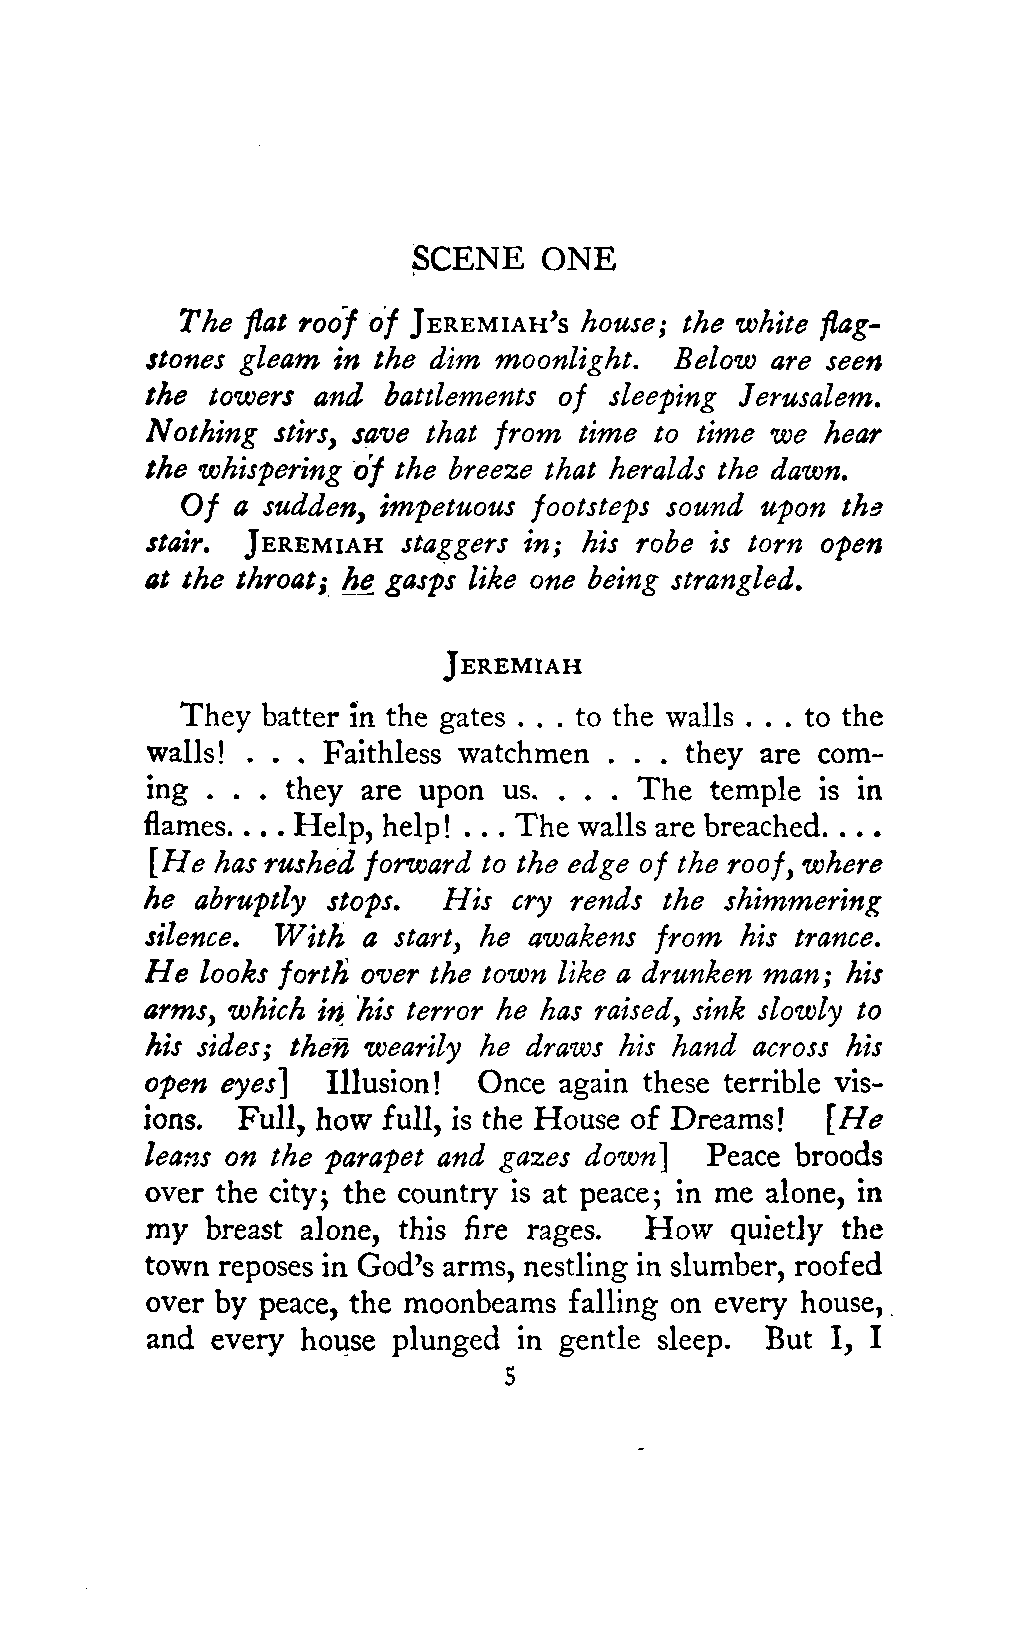 SCENE ONE
The flat roof of JEREMIAH'S house; the white flag-
stones gleam in the dim moonlight. Below are seen
the towers and battlements of sleeping Jerusalem.
Nothing stirs, save that from time to time we hear
the whispering of the breeze that heralds the dawn.
Of a sudden, impetuous footsteps sound upon the
stair. JEREMIAH staggers in; his robe is torn open
at the throat; he gasps like one being strangled.
JEREMIAH
They batter in the gates . . . to the walls . . . to the
walls! . . . Faithless watchmen . . . they are com-
ing . . . they are upon us. . . . The temple is in
flames. . . . Help, help! . . . The walls are breached. . . .
[He has rushed forward to the edge of the roof, where
he abruptly stops. His cry rends the shimmering
silence. With a start, he awakens from his trance.
He looks forth over the town like a drunken man; his
arms, which in his terror he has raised, sink slowly to
his sides; then wearily he draws his hand across his
open eyes] Illusion! Once again these terrible vis-
ions. Full, how full, is the House of Dreams! [He
leans on the parapet and gazes down] Peace broods
over the city; the country is at peace; in me alone, in
my breast alone, this fire rages. How quietly the
town reposes in God's arms, nestling in slumber, roofed
over by peace, the moonbeams falling on every house,
and every house plunged in gentle sleep. But I, I
5